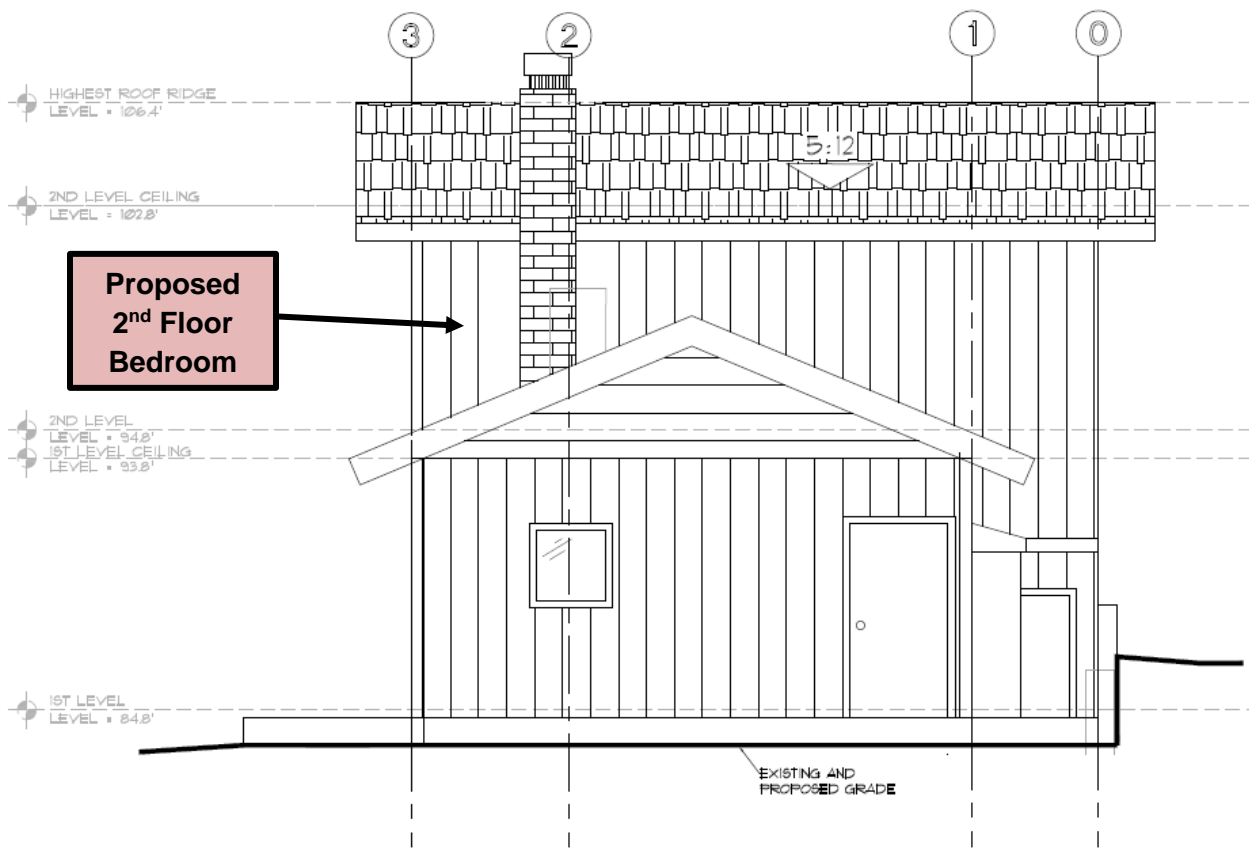 3 2 1 0
HIGHEST ROOF RIDGE
LEVEL = 106.4'
5:12
2ND LEVEL CEILING
LEVEL = 102.8'
Proposed
2nd Floor
Bedroom
2ND LEVEL
LEVEL = 94.8'
1ST LEVEL CEILING
LEVEL = 93.8'
1ST LEVEL
LEVEL = 84.8'
EXISTING AND
PROPOSED GRADE